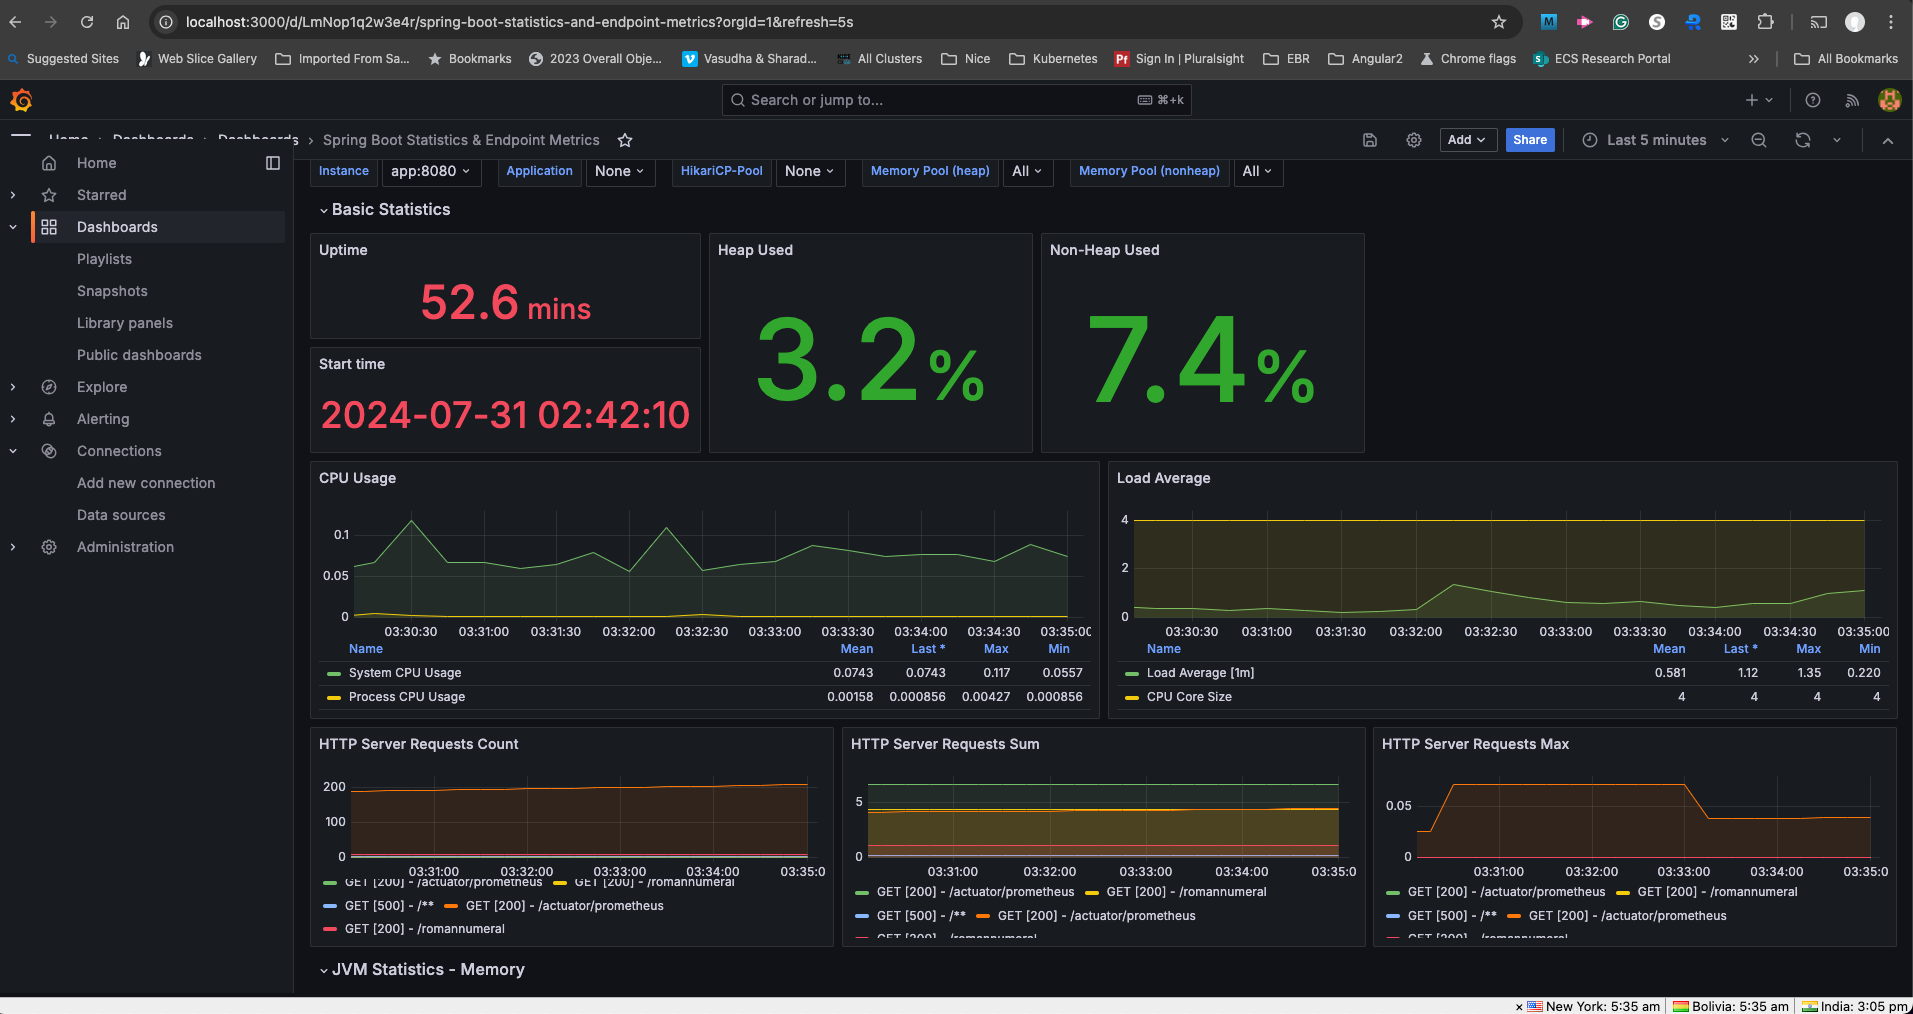 localhost:3000/d/LmNop1q2w3e4r/spring-boot-statistics-and-endpoint-metrics?orgId=1&refresh=5s
Suggested Sites Web Slice Gallery Imported From Sa... Bookmarks 2023 Overall Obje... Vasudha & Sharad... All Clusters Nice Kubernetes Sign In | Pluralsight EBR Angular2 Chrome flags ECS Research Portal » All Bookmarks
Search or jump to... ⌘+k
Home › Dashboards › Dashboards › Spring Boot Statistics & Endpoint Metrics Add Share Last 5 minutes
Home
Starred
Dashboards
Playlists
Snapshots
Library panels
Public dashboards
Explore
Alerting
Connections
Add new connection
Data sources
Administration
Instance app:8080 Application None HikariCP-Pool None Memory Pool (heap) All Memory Pool (nonheap) All
Basic Statistics
Uptime
52.6 mins
Start time
2024-07-31 02:42:10
Heap Used
3.2%
Non-Heap Used
7.4%
CPU Usage
0.1
0.05
0
03:30:30 03:31:00 03:31:30 03:32:00 03:32:30 03:33:00 03:33:30 03:34:00 03:34:30 03:35:00
Name Mean Last * Max Min
System CPU Usage 0.0743 0.0743 0.117 0.0557
Process CPU Usage 0.00158 0.000856 0.00427 0.000856
Load Average
4
2
0
03:30:30 03:31:00 03:31:30 03:32:00 03:32:30 03:33:00 03:33:30 03:34:00 03:34:30 03:35:00
Name Mean Last * Max Min
Load Average [1m] 0.581 1.12 1.35 0.220
CPU Core Size 4 4 4 4
HTTP Server Requests Count
200
100
0
03:31:00 03:32:00 03:33:00 03:34:00 03:35:0
GET [200] - /actuator/prometheus GET [200] - /romannumeral
GET [500] - /** GET [200] - /actuator/prometheus
GET [200] - /romannumeral
HTTP Server Requests Sum
5
0
03:31:00 03:32:00 03:33:00 03:34:00 03:35:0
GET [200] - /actuator/prometheus GET [200] - /romannumeral
GET [500] - /** GET [200] - /actuator/prometheus
GET [200] - /romannumeral
HTTP Server Requests Max
0.05
0
03:31:00 03:32:00 03:33:00 03:34:00 03:35:0
GET [200] - /actuator/prometheus GET [200] - /romannumeral
GET [500] - /** GET [200] - /actuator/prometheus
GET [200] - /romannumeral
JVM Statistics - Memory
× New York: 5:35 am Bolivia: 5:35 am India: 3:05 pm